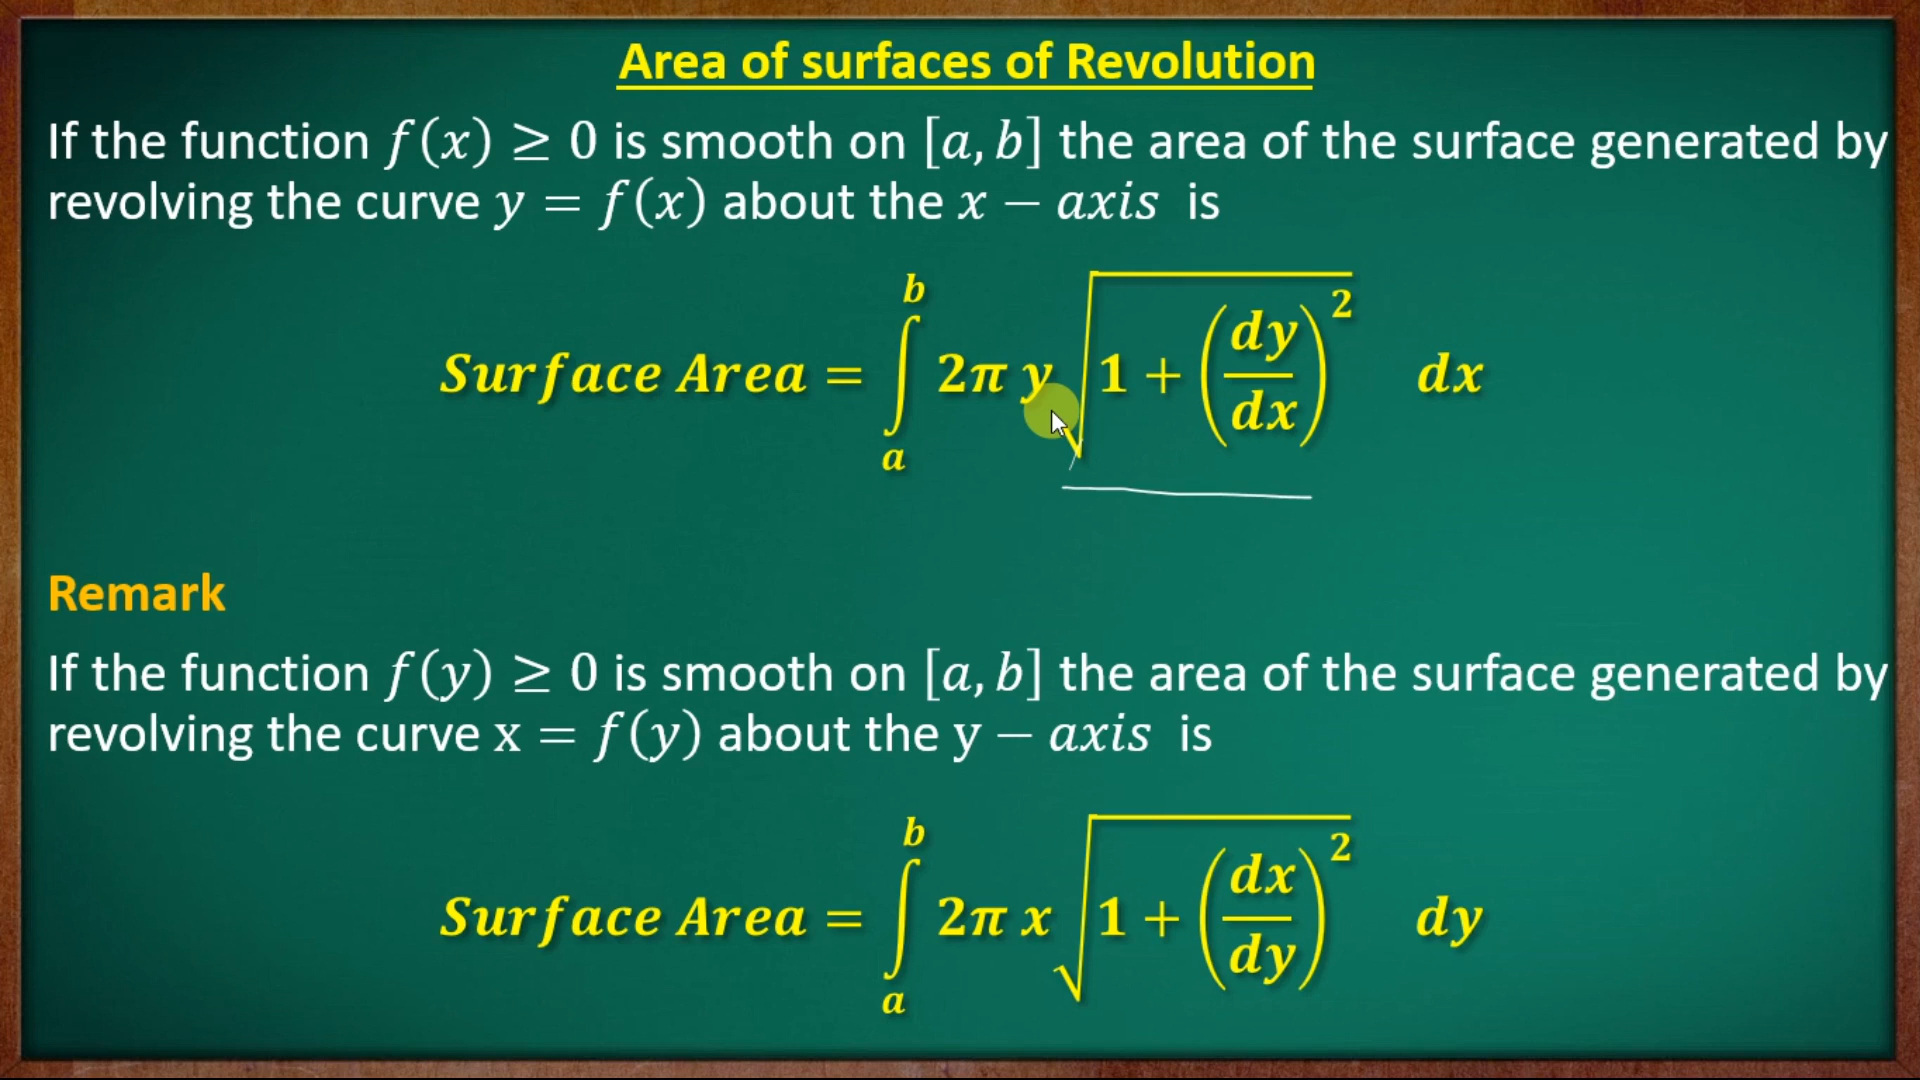 Area of surfaces of Revolution
If the function f(x) ≥ 0 is smooth on [a, b] the area of the surface generated by
revolving the curve y = f(x) about the x − axis is
Surface Area = ∫_a^b 2π y √(1 + (dy/dx)^2) dx
Remark
If the function f(y) ≥ 0 is smooth on [a, b] the area of the surface generated by
revolving the curve x = f(y) about the y − axis is
Surface Area = ∫_a^b 2π x √(1 + (dx/dy)^2) dy